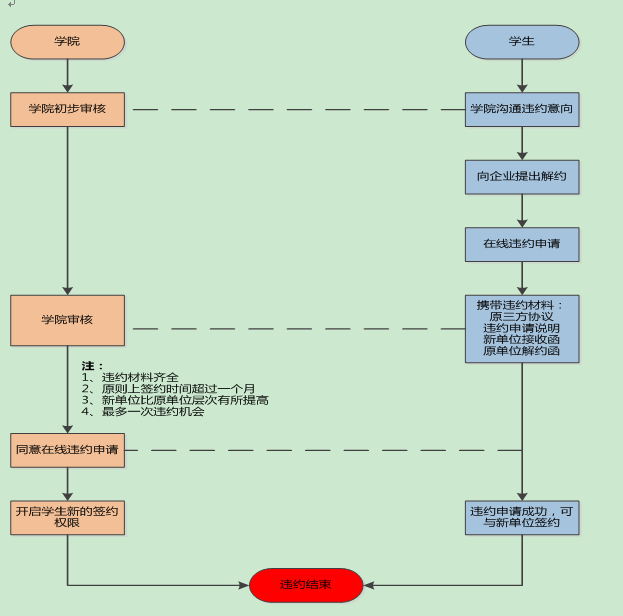 学院
学生
学院初步审核
学院沟通违约意向
向企业提出解约
在线违约申请
学院审核
携带违约材料：
原三方协议
违约申请说明
新单位接收函
原单位解约函
注：
1、违约材料齐全
2、原则上签约时间超过一个月
3、新单位比原单位层次有所提高
4、最多一次违约机会
同意在线违约申请
开启学生新的签约
权限
违约申请成功，可
与新单位签约
违约结束